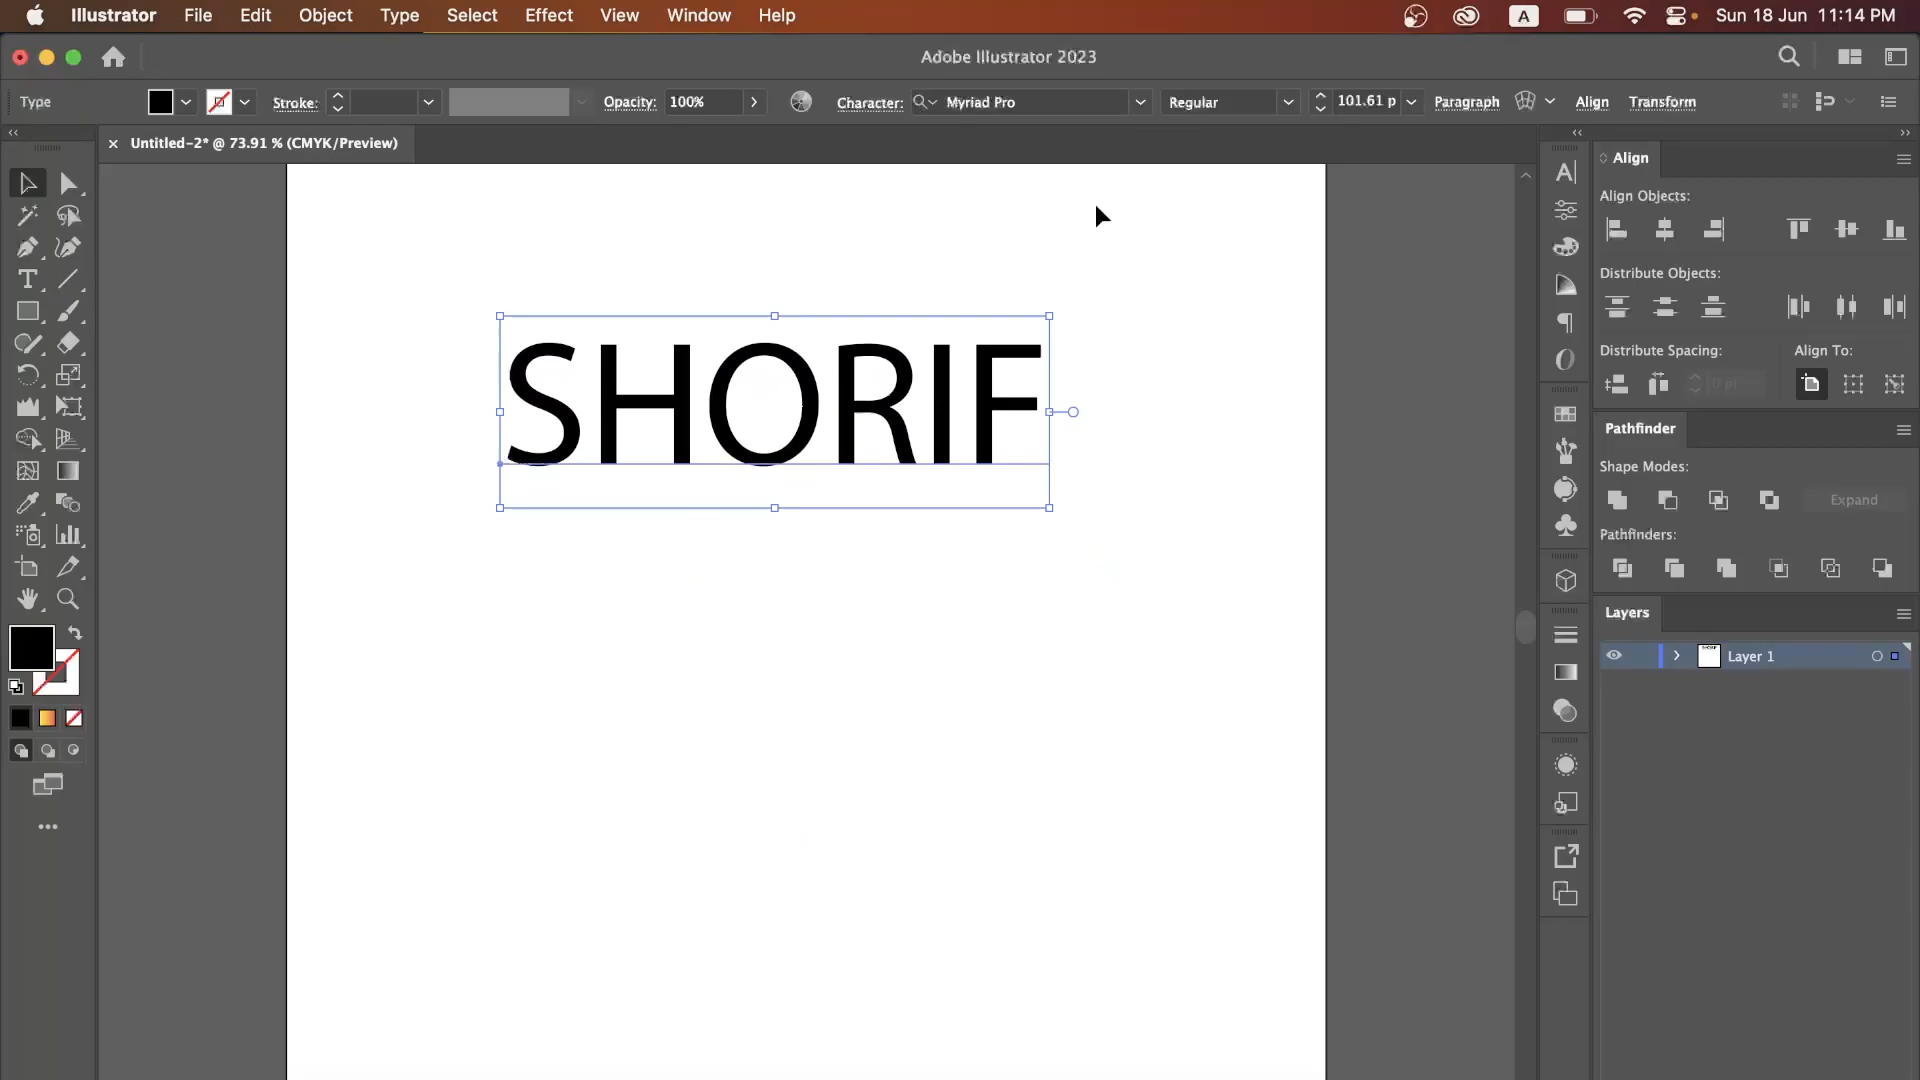 Illustrator File Edit Object Type Select Effect View Window Help A Sun 18 Jun 11:14 PM
Adobe Illustrator 2023
Type Stroke: Opacity: 100% Character: Myriad Pro Regular 101.61 p Paragraph Align Transform
Untitled-2* @ 73.91 % (CMYK/Preview)
Align
Align Objects:
Distribute Objects:
Distribute Spacing: Align To:
0 pt
SHORIF
Pathfinder
Shape Modes:
Expand
Pathfinders:
Layers
Layer 1